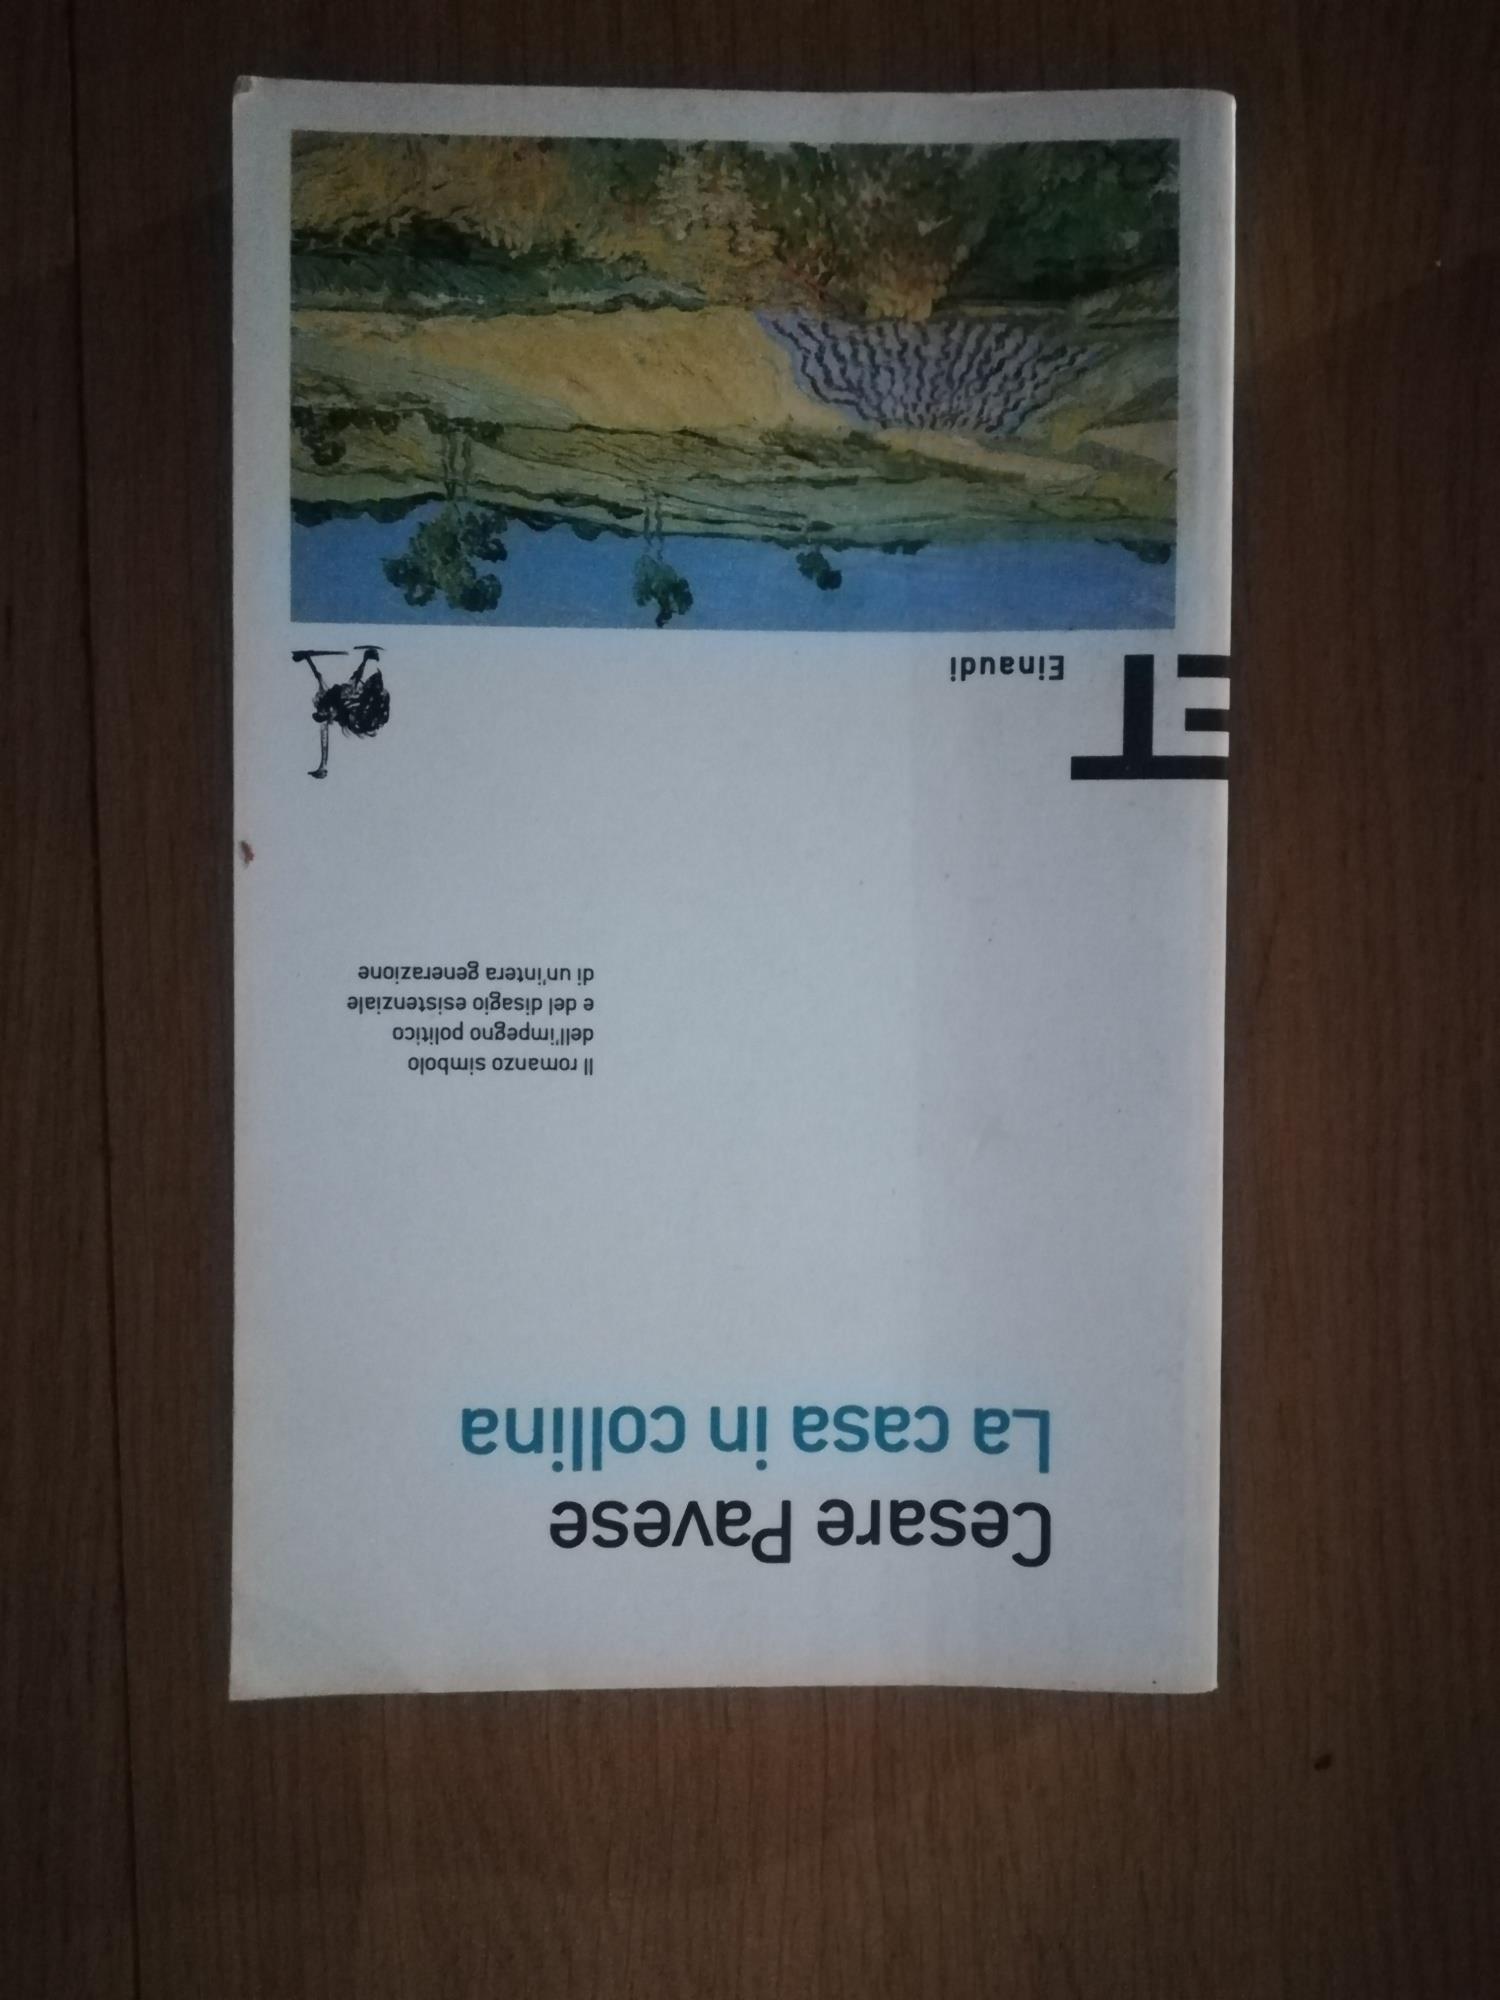 Cesare Pavese
La casa in collina
Il romanzo simbolo
dell'impegno politico
e del disagio esistenziale
di un'intera generazione
ET
Einaudi